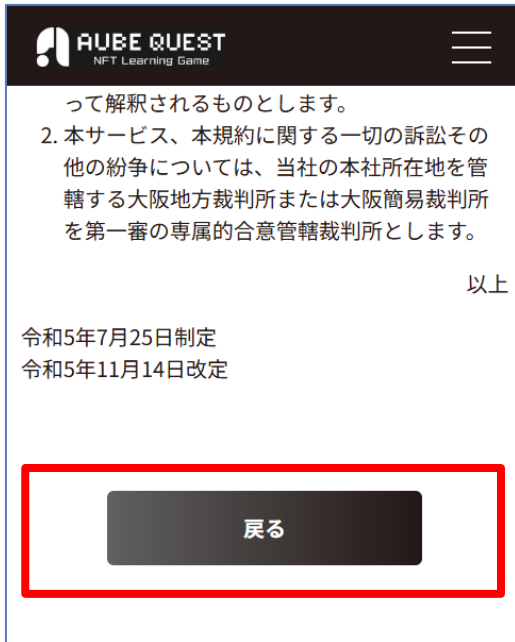 AUBE QUEST
NFT Learning Game
って解釈されるものとします。
2. 本サービス、本規約に関する一切の訴訟その
他の紛争については、当社の本社所在地を管
轄する大阪地方裁判所または大阪簡易裁判所
を第一審の専属的合意管轄裁判所とします。
以上
令和5年7月25日制定
令和5年11月14日改定
戻る